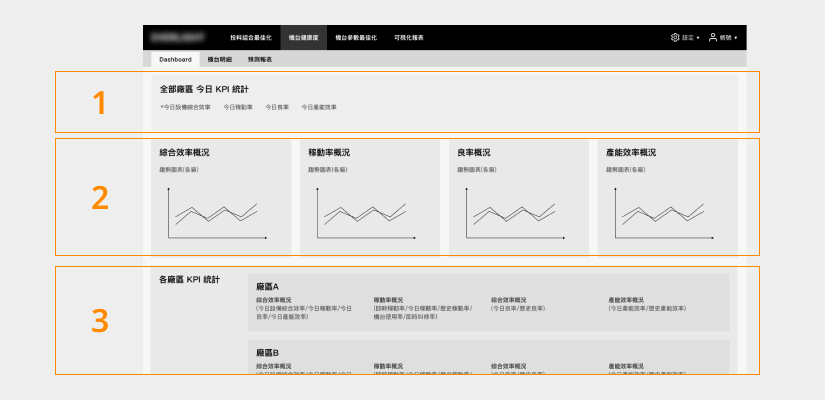 投料組合最佳化 機台健康度 機台參數最佳化 可視化報表 設定 帳號
Dashboard 機台明細 預測報表
1
全部廠區 今日 KPI 統計
*今日設備綜合效率 今日稼動率 今日良率 今日產能效率
2
綜合效率概況 稼動率概況 良率概況 產能效率概況
趨勢圖表(各廠) 趨勢圖表(各廠) 趨勢圖表(各廠) 趨勢圖表(各廠)
3
各廠區 KPI 統計
廠區A
綜合效率概況 稼動率概況 綜合效率概況 產能效率概況
(今日設備綜合效率/今日稼動率/今日 (即時稼動率/今日稼動率/歷史稼動率/ (今日良率/歷史良率) (今日產能效率/歷史產能效率)
良率/今日產能效率) 機台使用率/即時叫修率)
廠區B
綜合效率概況 稼動率概況 綜合效率概況 產能效率概況